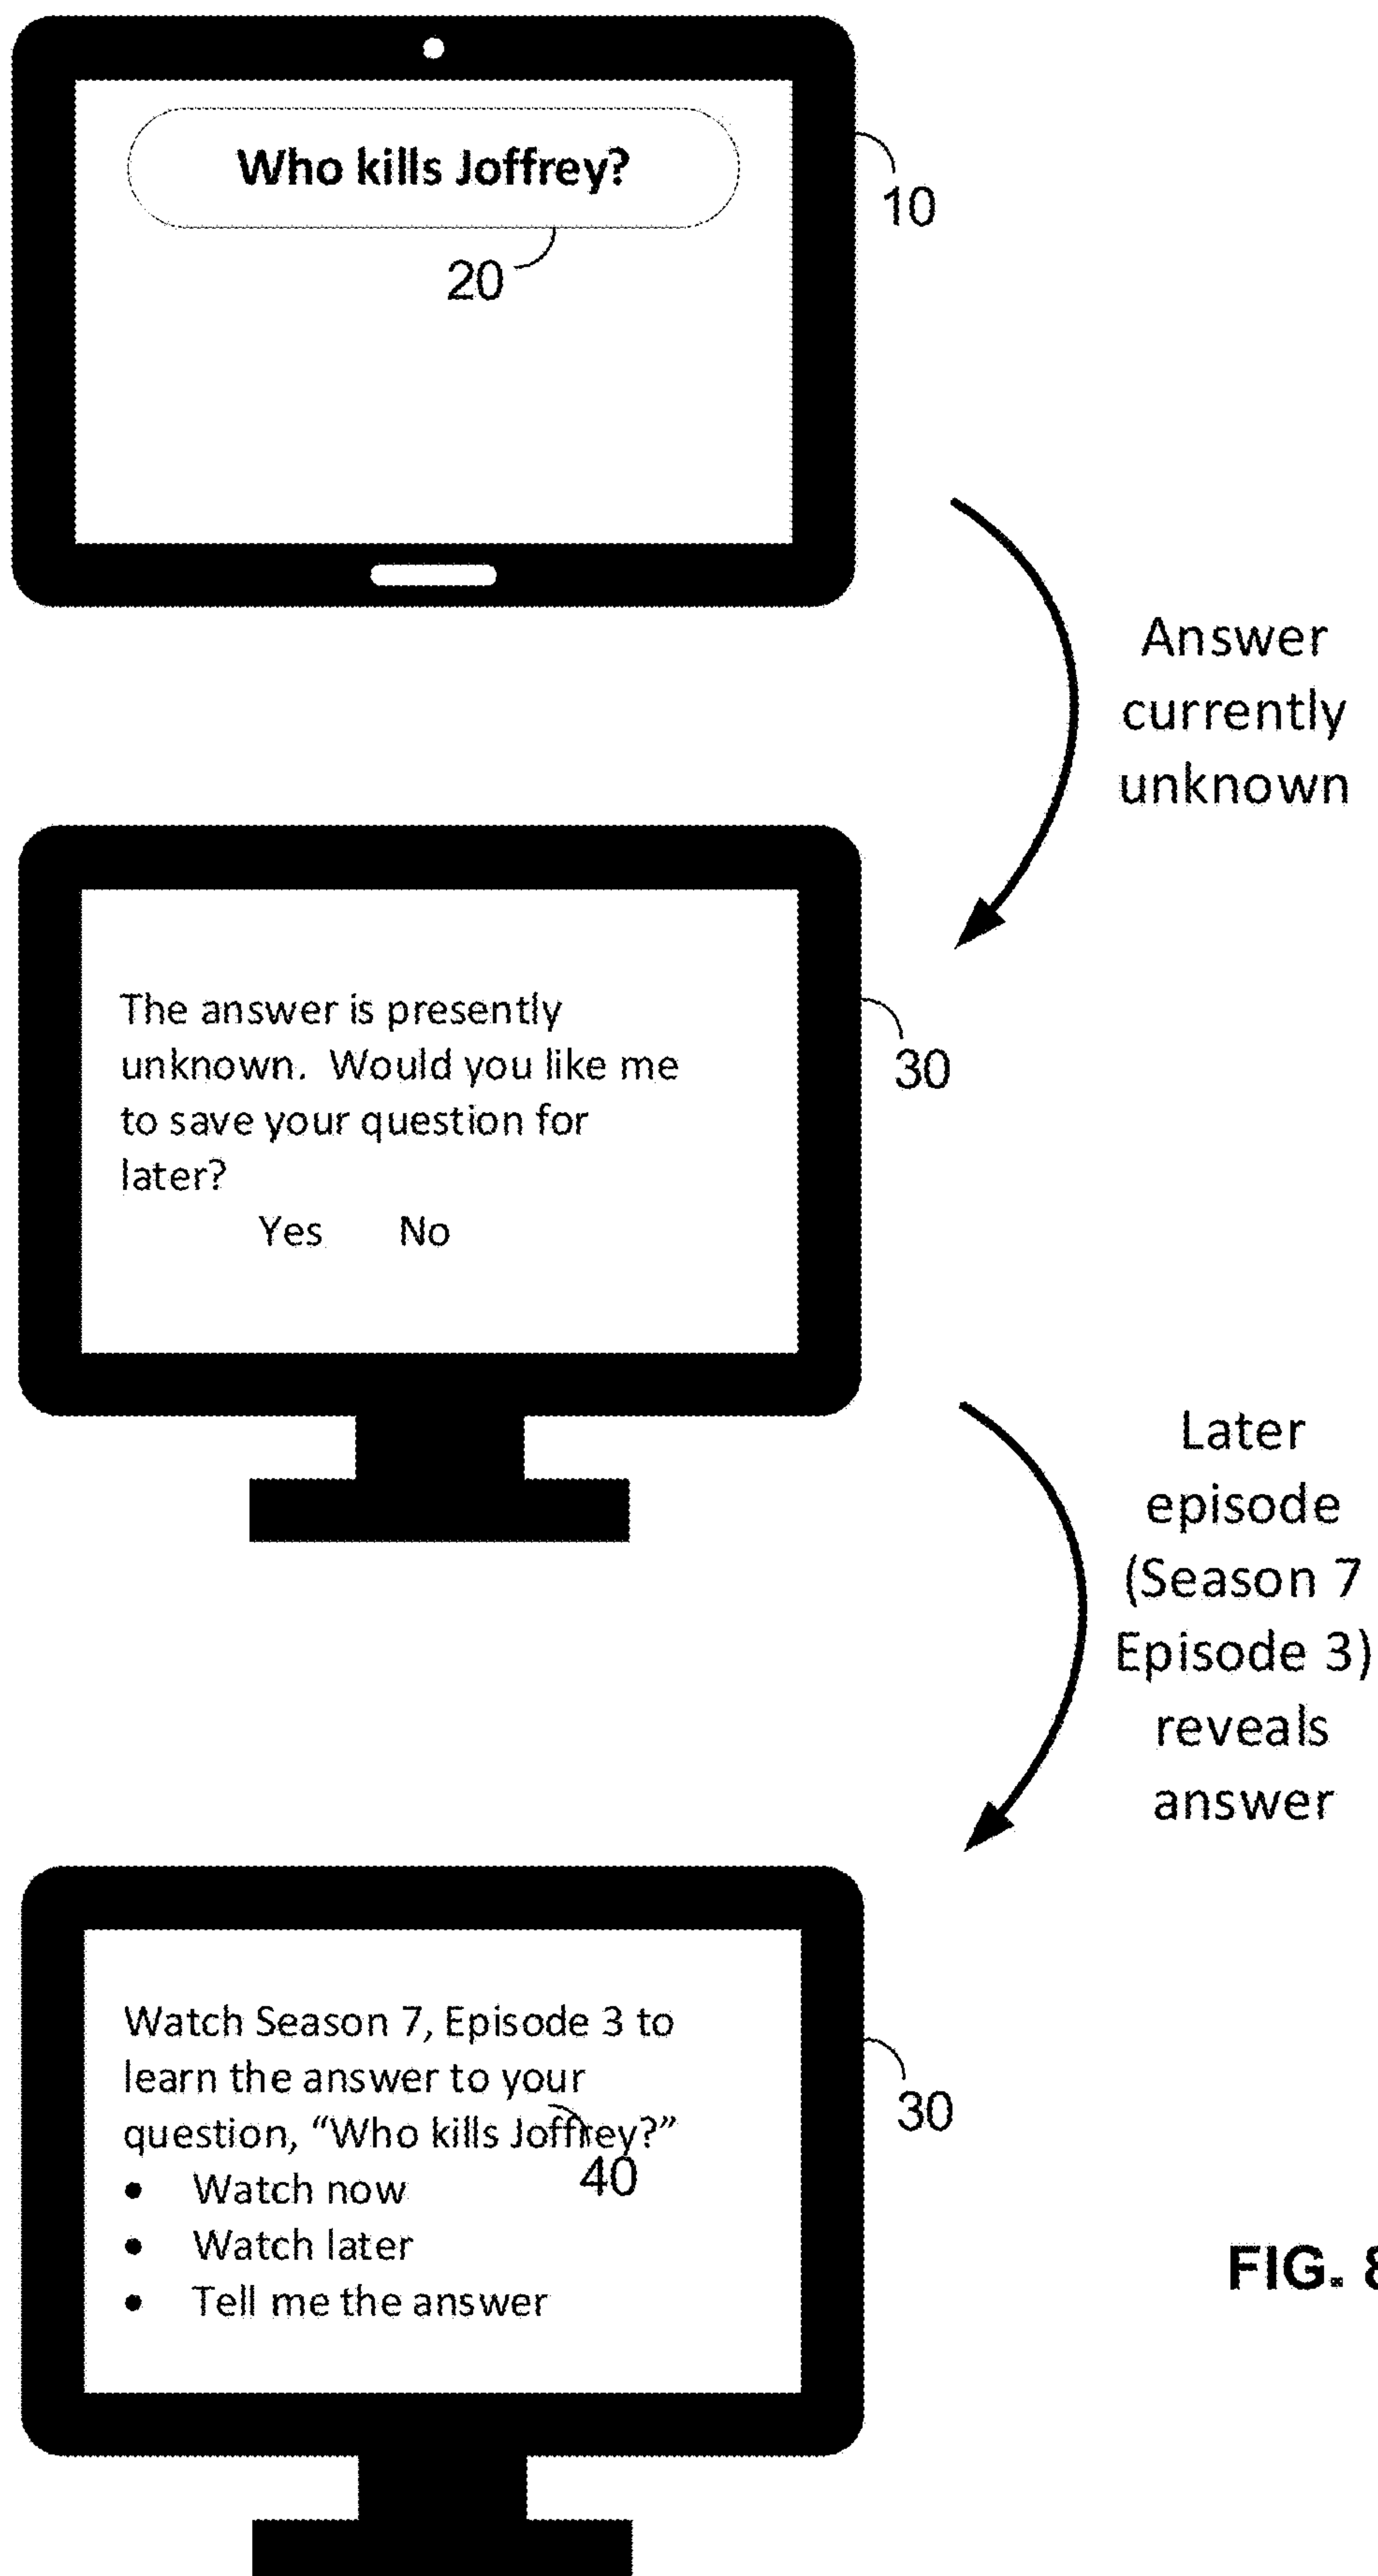 Who kills Joffrey?
10
20
Answer
currently
unknown
The answer is presently
unknown. Would you like me
to save your question for
later?
Yes No
30
Later
episode
(Season 7
Episode 3)
reveals
answer
Watch Season 7, Episode 3 to
learn the answer to your
question, “Who kills Joffrey?”
40
• Watch now
• Watch later
• Tell me the answer
30
FIG. 8